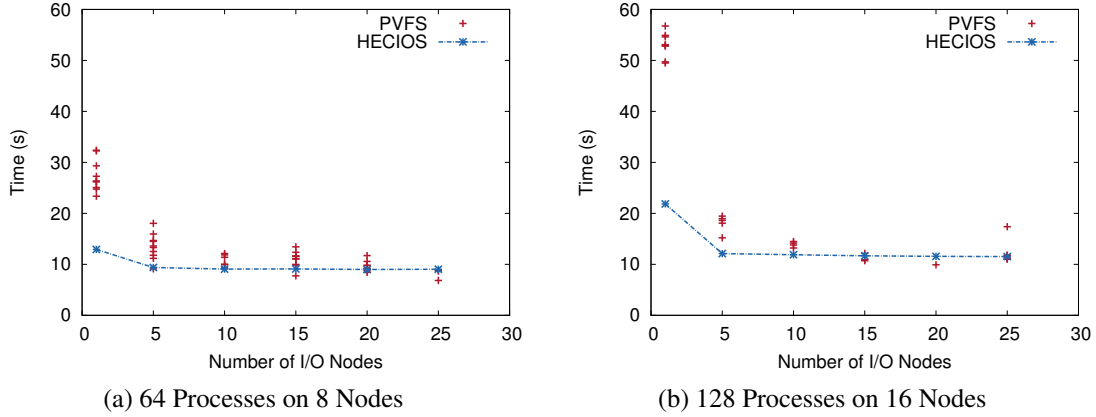 60
50
40
30
20
10
0
Time (s)
PVFS
HECIOS
0 5 10 15 20 25 30
Number of I/O Nodes
(a) 64 Processes on 8 Nodes
60
50
40
30
20
10
0
Time (s)
PVFS
HECIOS
0 5 10 15 20 25 30
Number of I/O Nodes
(b) 128 Processes on 16 Nodes